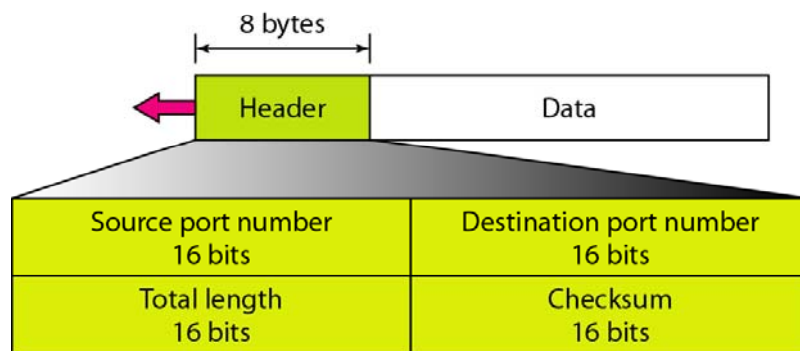 8 bytes
Header
Data
Source port number
16 bits
Destination port number
16 bits
Total length
16 bits
Checksum
16 bits